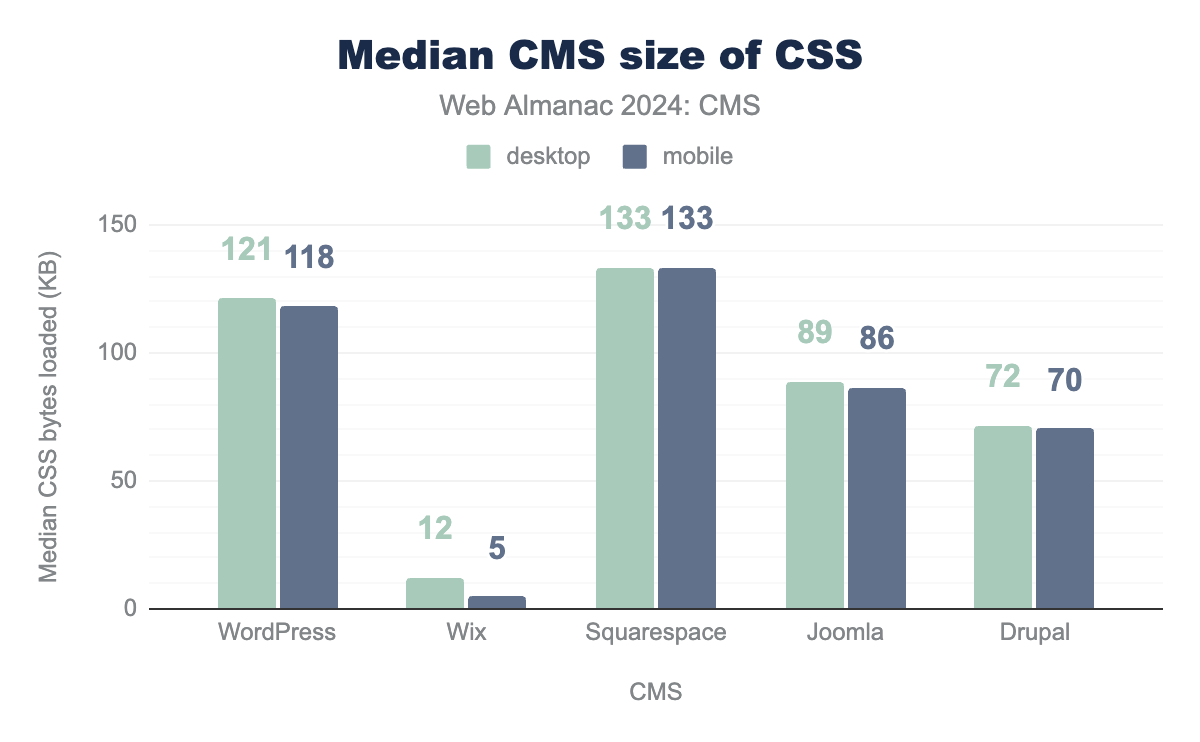 Median CMS size of CSS
Web Almanac 2024: CMS
desktop mobile
Median CSS bytes loaded (KB)
150
100
50
0
121 118
12 5
133 133
89 86
72 70
WordPress Wix Squarespace Joomla Drupal
CMS